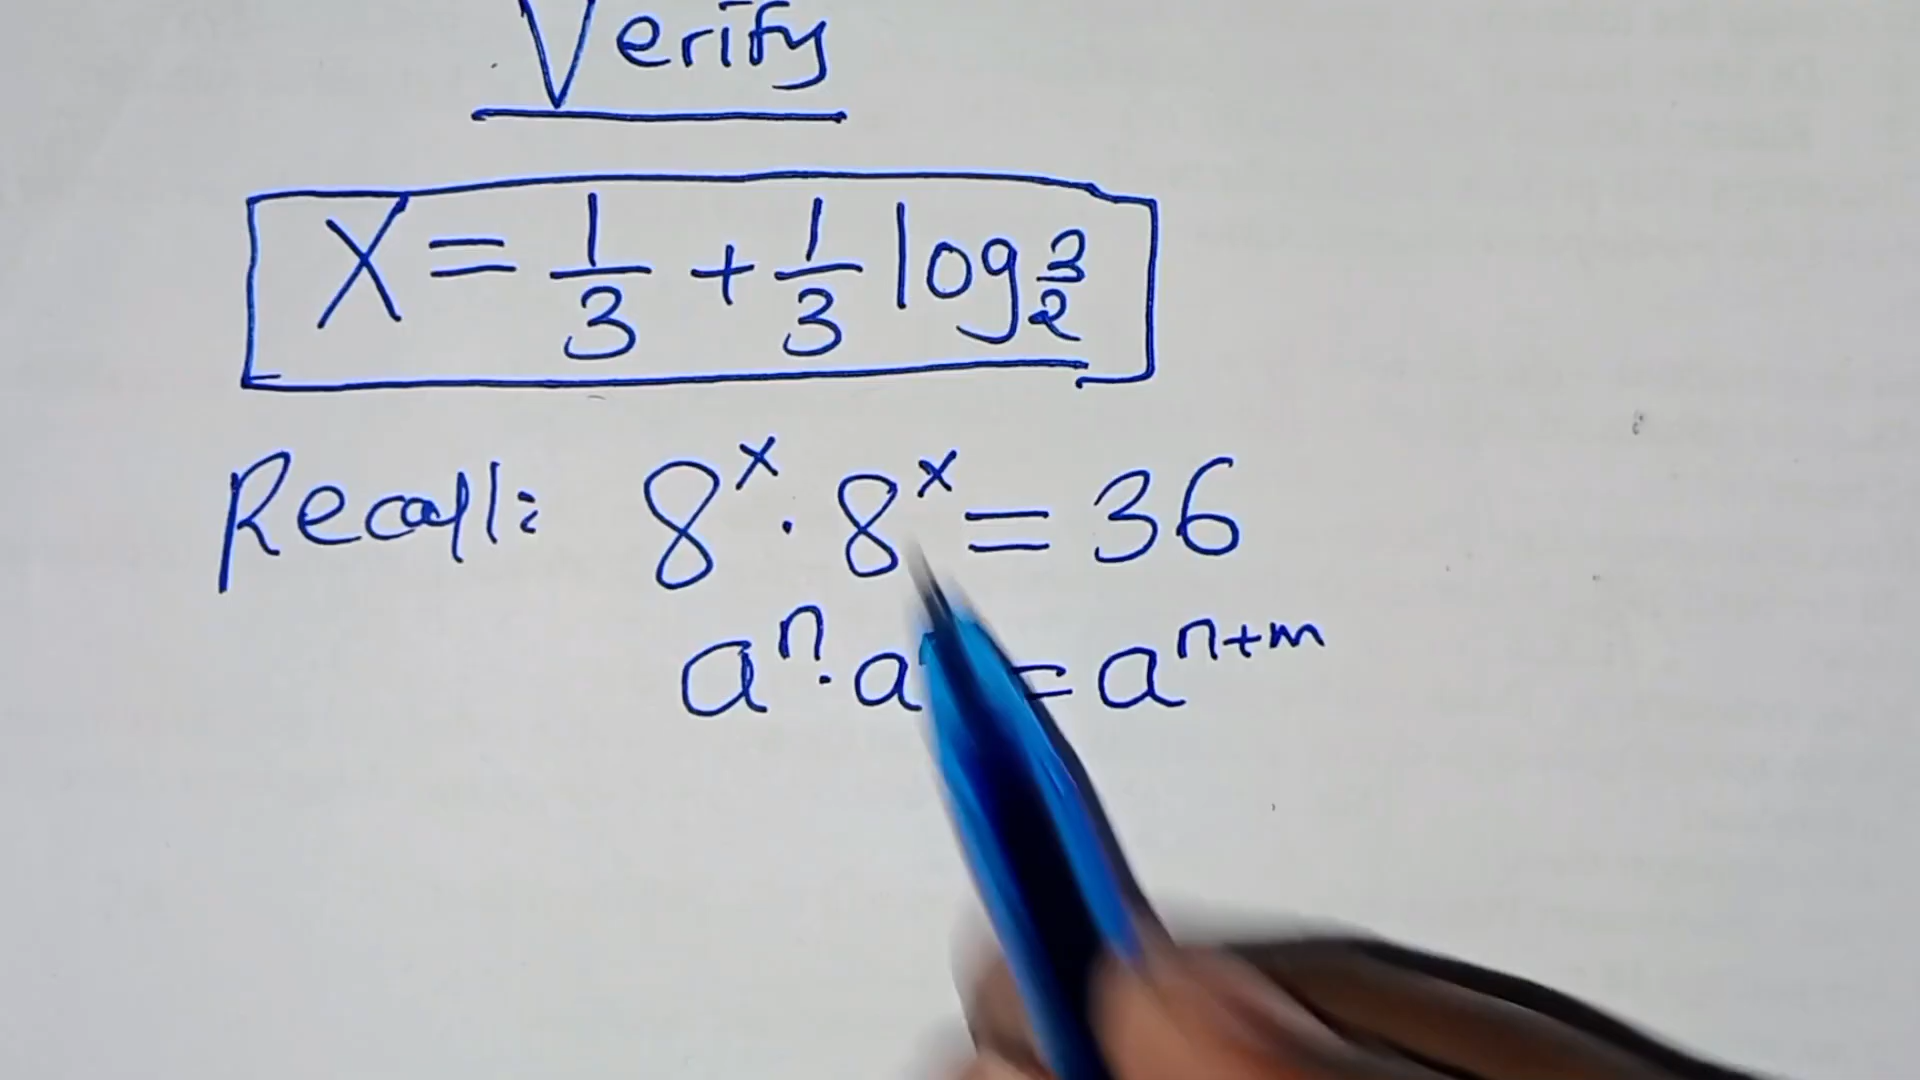 Verify
X = 1/3 + 1/3 log 3/2
Recall: 8^x · 8^x = 36
a^n · a = a^(n+m)